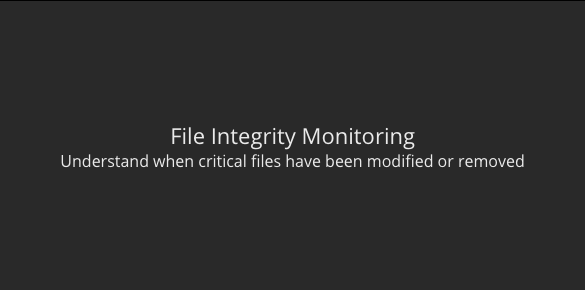 File Integrity Monitoring
Understand when critical files have been modified or removed